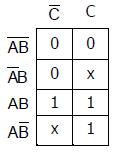 C̅ C
A̅B̅ 0 0
A̅B 0 x
AB 1 1
AB̅ x 1